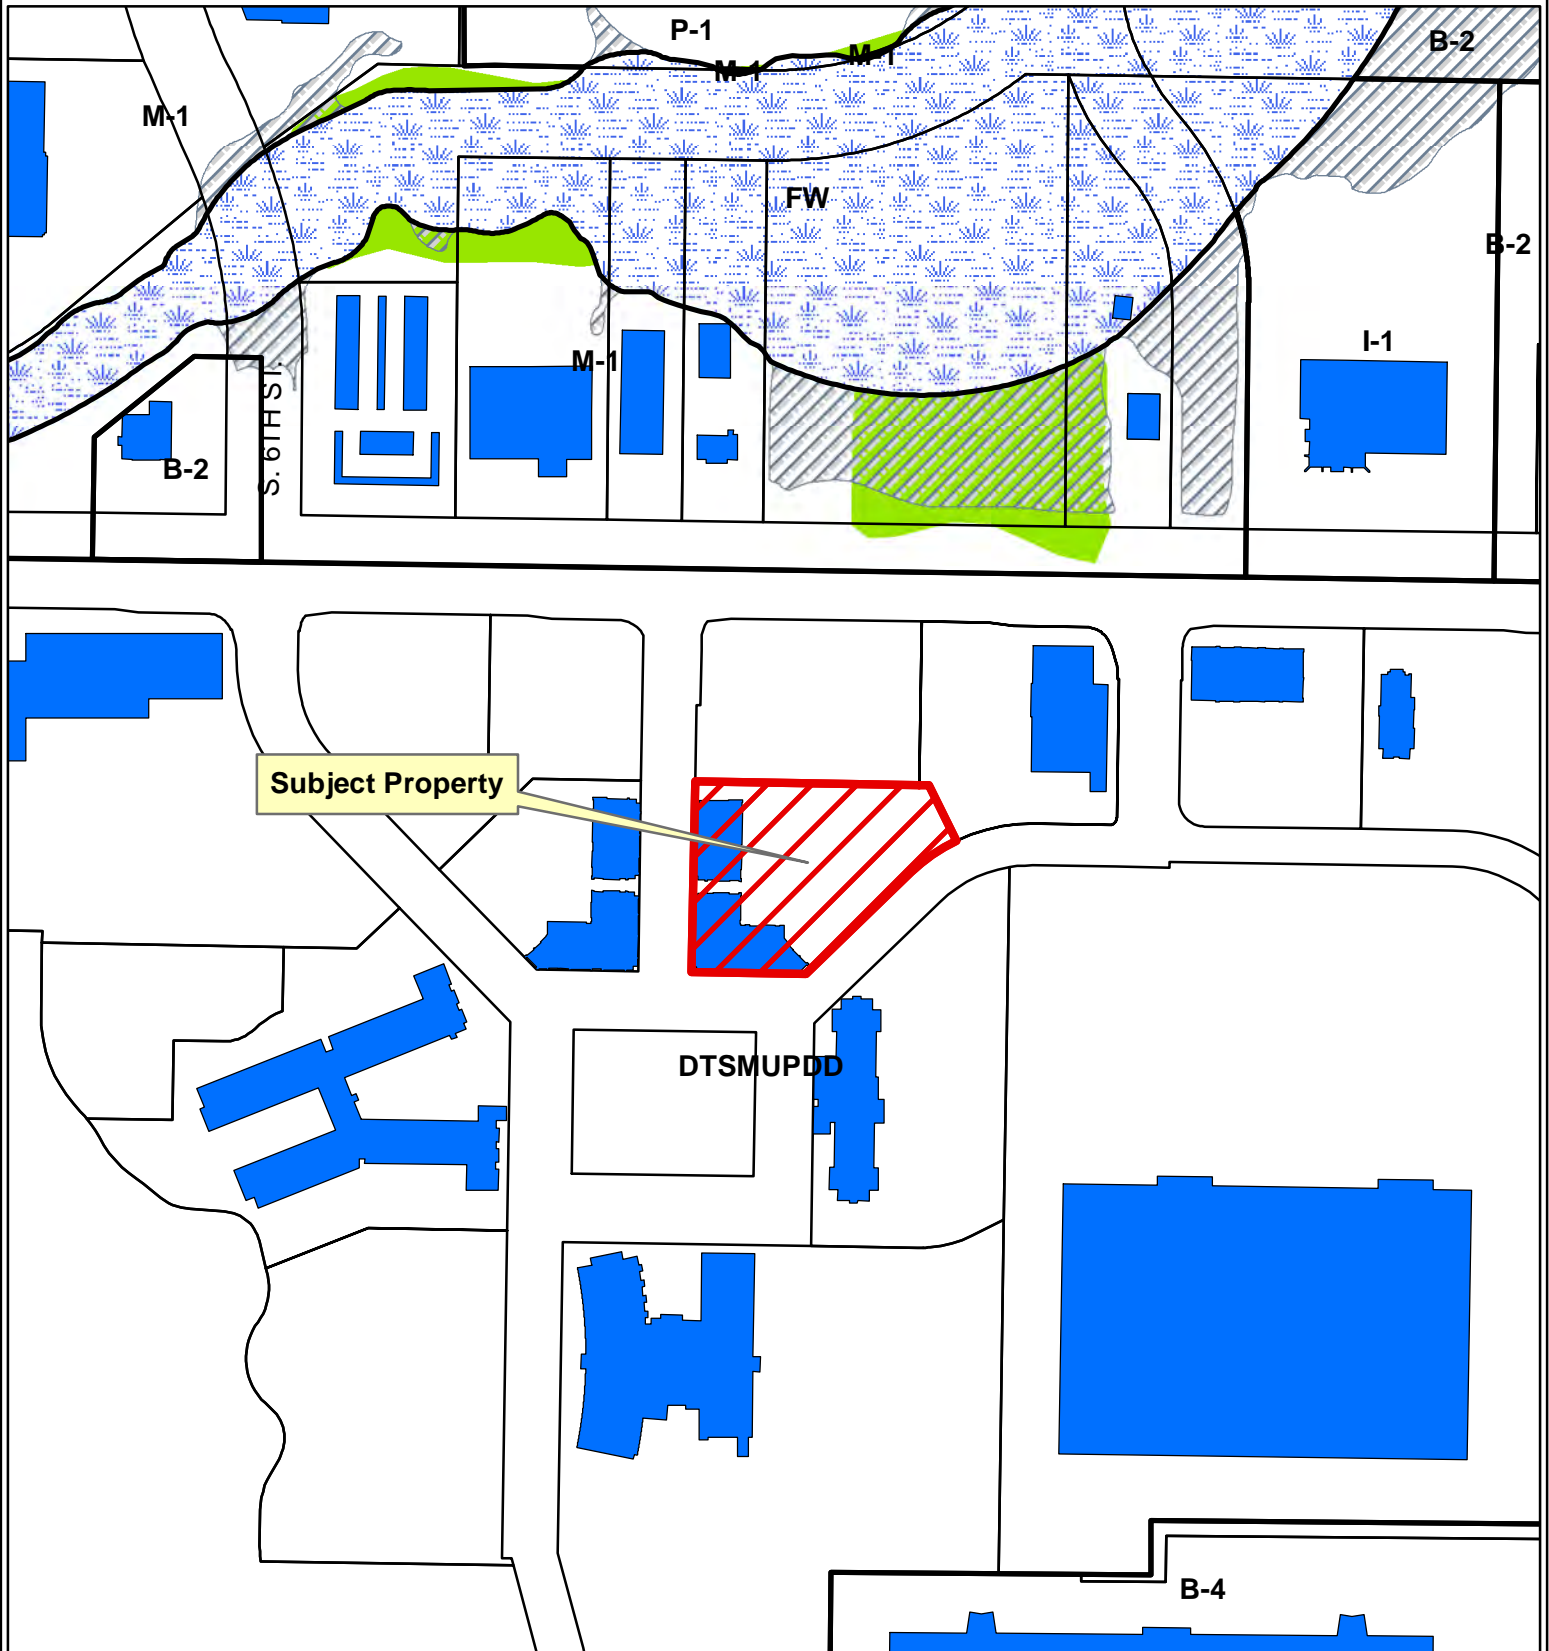 P-1
B-2
M-1
M-1
M-1
FW
B-2
I-1
M-1
B-2
S. 6TH ST.
Subject Property
DTSMUPDD
B-4